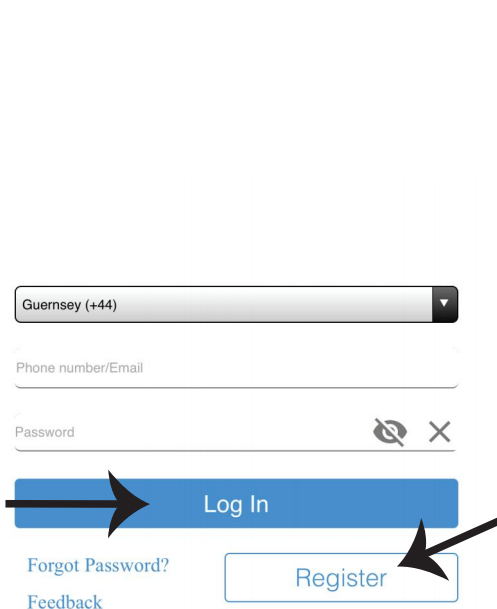 Guernsey (+44)
Phone number/Email
Password
Log In
Forgot Password?
Register
Feedback